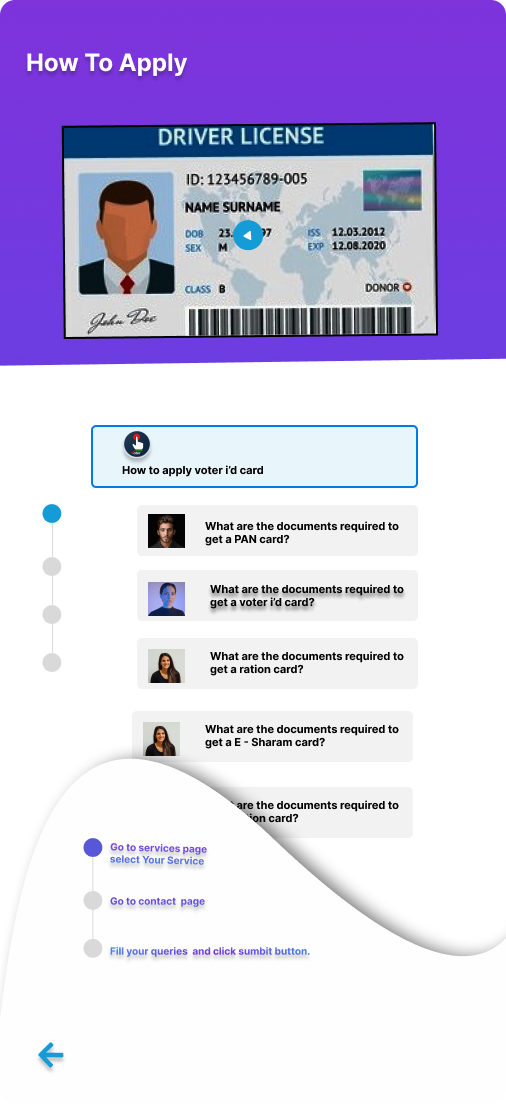 How To Apply
DRIVER LICENSE
ID: 123456789-005
NAME SURNAME
DOB 23. 97 ISS 12.03.2012
SEX M EXP 12.08.2020
CLASS B DONOR
John Doe
How to apply voter i'd card
What are the documents required to
get a PAN card?
What are the documents required to
get a voter i'd card?
What are the documents required to
get a ration card?
What are the documents required to
get a E - Sharam card?
are the documents required to
card?
Go to services page
select Your Service
Go to contact page
Fill your queries and click sumbit button.